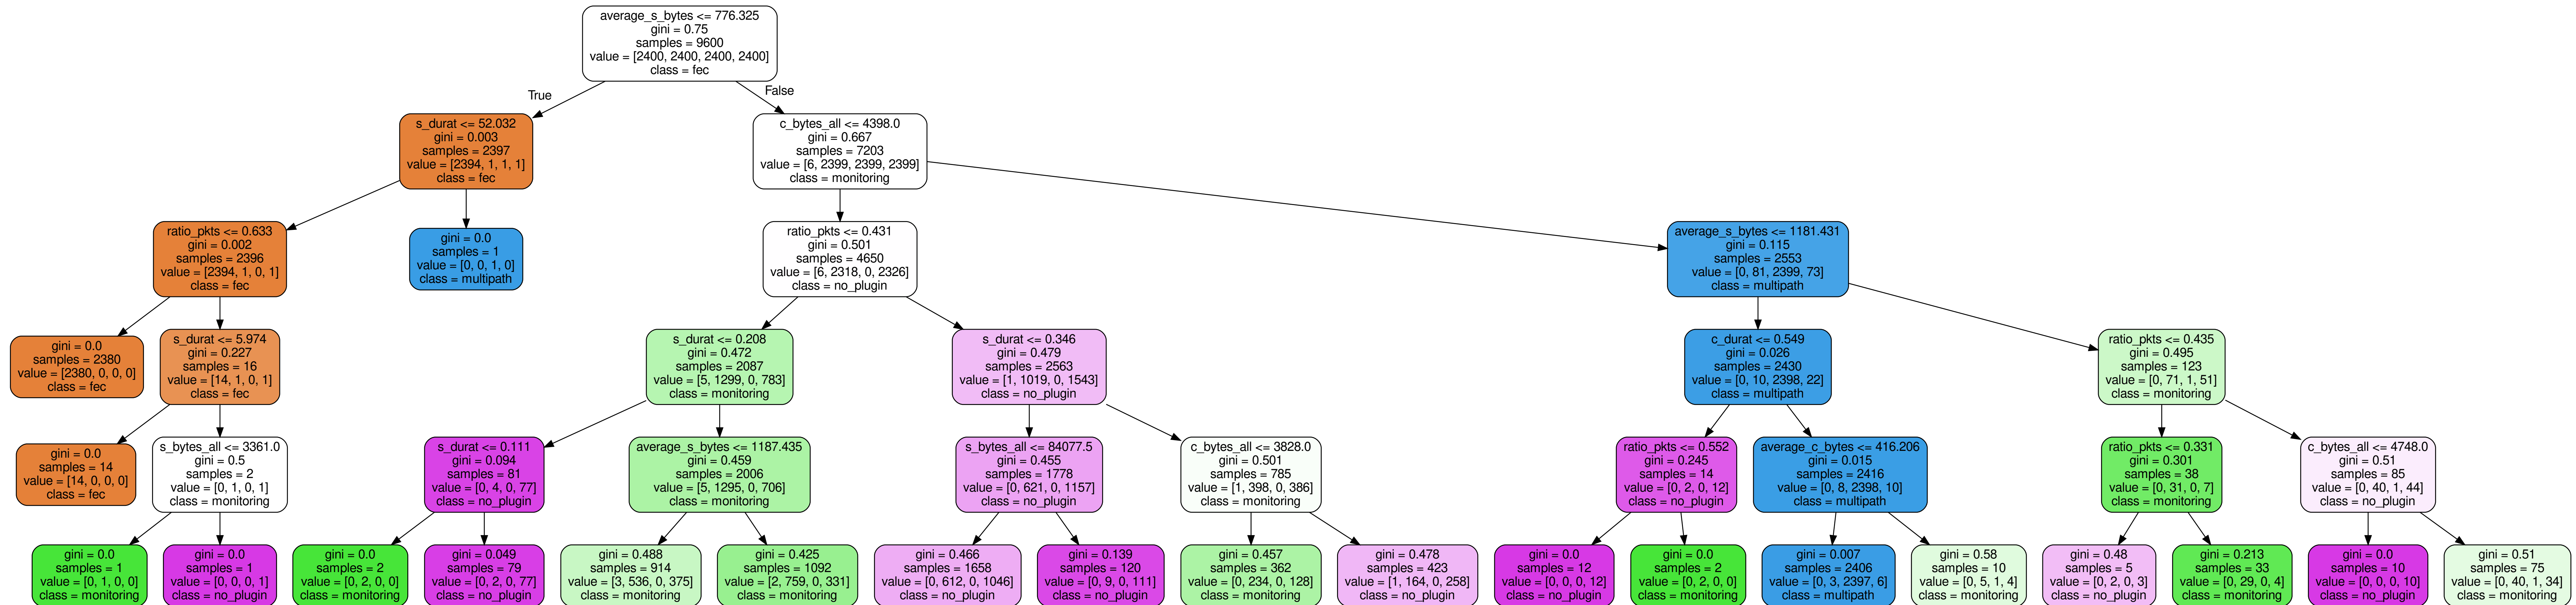 average_s_bytes <= 776.325
gini = 0.75
samples = 9600
value = [2400, 2400, 2400, 2400]
class = fec
True
False
s_durat <= 52.032
gini = 0.003
samples = 2397
value = [2394, 1, 1, 1]
class = fec
c_bytes_all <= 4398.0
gini = 0.667
samples = 7203
value = [6, 2399, 2399, 2399]
class = monitoring
ratio_pkts <= 0.633
gini = 0.002
samples = 2396
value = [2394, 1, 0, 1]
class = fec
gini = 0.0
samples = 1
value = [0, 0, 1, 0]
class = multipath
ratio_pkts <= 0.431
gini = 0.501
samples = 4650
value = [6, 2318, 0, 2326]
class = no_plugin
average_s_bytes <= 1181.431
gini = 0.115
samples = 2553
value = [0, 81, 2399, 73]
class = multipath
gini = 0.0
samples = 2380
value = [2380, 0, 0, 0]
class = fec
s_durat <= 5.974
gini = 0.227
samples = 16
value = [14, 1, 0, 1]
class = fec
s_durat <= 0.208
gini = 0.472
samples = 2087
value = [5, 1299, 0, 783]
class = monitoring
s_durat <= 0.346
gini = 0.479
samples = 2563
value = [1, 1019, 0, 1543]
class = no_plugin
c_durat <= 0.549
gini = 0.026
samples = 2430
value = [0, 10, 2398, 22]
class = multipath
ratio_pkts <= 0.435
gini = 0.495
samples = 123
value = [0, 71, 1, 51]
class = monitoring
gini = 0.0
samples = 14
value = [14, 0, 0, 0]
class = fec
s_bytes_all <= 3361.0
gini = 0.5
samples = 2
value = [0, 1, 0, 1]
class = monitoring
s_durat <= 0.111
gini = 0.094
samples = 81
value = [0, 4, 0, 77]
class = no_plugin
average_s_bytes <= 1187.435
gini = 0.459
samples = 2006
value = [5, 1295, 0, 706]
class = monitoring
s_bytes_all <= 84077.5
gini = 0.455
samples = 1778
value = [0, 621, 0, 1157]
class = no_plugin
c_bytes_all <= 3828.0
gini = 0.501
samples = 785
value = [1, 398, 0, 386]
class = monitoring
ratio_pkts <= 0.552
gini = 0.245
samples = 14
value = [0, 2, 0, 12]
class = no_plugin
average_c_bytes <= 416.206
gini = 0.015
samples = 2416
value = [0, 8, 2398, 10]
class = multipath
ratio_pkts <= 0.331
gini = 0.301
samples = 38
value = [0, 31, 0, 7]
class = monitoring
c_bytes_all <= 4748.0
gini = 0.51
samples = 85
value = [0, 40, 1, 44]
class = no_plugin
gini = 0.0
samples = 1
value = [0, 1, 0, 0]
class = monitoring
gini = 0.0
samples = 1
value = [0, 0, 0, 1]
class = no_plugin
gini = 0.0
samples = 2
value = [0, 2, 0, 0]
class = monitoring
gini = 0.049
samples = 79
value = [0, 2, 0, 77]
class = no_plugin
gini = 0.488
samples = 914
value = [3, 536, 0, 375]
class = monitoring
gini = 0.425
samples = 1092
value = [2, 759, 0, 331]
class = monitoring
gini = 0.466
samples = 1658
value = [0, 612, 0, 1046]
class = no_plugin
gini = 0.139
samples = 120
value = [0, 9, 0, 111]
class = no_plugin
gini = 0.457
samples = 362
value = [0, 234, 0, 128]
class = monitoring
gini = 0.478
samples = 423
value = [1, 164, 0, 258]
class = no_plugin
gini = 0.0
samples = 12
value = [0, 0, 0, 12]
class = no_plugin
gini = 0.0
samples = 2
value = [0, 2, 0, 0]
class = monitoring
gini = 0.007
samples = 2406
value = [0, 3, 2397, 6]
class = multipath
gini = 0.58
samples = 10
value = [0, 5, 1, 4]
class = monitoring
gini = 0.48
samples = 5
value = [0, 2, 0, 3]
class = no_plugin
gini = 0.213
samples = 33
value = [0, 29, 0, 4]
class = monitoring
gini = 0.0
samples = 10
value = [0, 0, 0, 10]
class = no_plugin
gini = 0.51
samples = 75
value = [0, 40, 1, 34]
class = monitoring